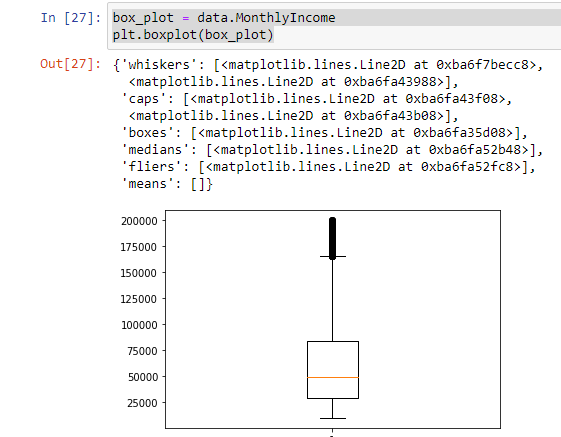 In [27]: box_plot = data.MonthlyIncome
plt.boxplot(box_plot)
Out[27]: {'whiskers': [<matplotlib.lines.Line2D at 0xba6f7becc8>,
<matplotlib.lines.Line2D at 0xba6fa43988>],
'caps': [<matplotlib.lines.Line2D at 0xba6fa43f08>,
<matplotlib.lines.Line2D at 0xba6fa43b08>],
'boxes': [<matplotlib.lines.Line2D at 0xba6fa35d08>],
'medians': [<matplotlib.lines.Line2D at 0xba6fa52b48>],
'fliers': [<matplotlib.lines.Line2D at 0xba6fa52fc8>],
'means': []}
200000
175000
150000
125000
100000
75000
50000
25000